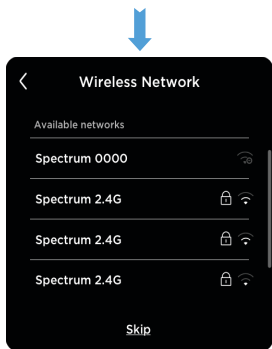 Wireless Network
Available networks
Spectrum 0000
Spectrum 2.4G
Spectrum 2.4G
Spectrum 2.4G
Skip